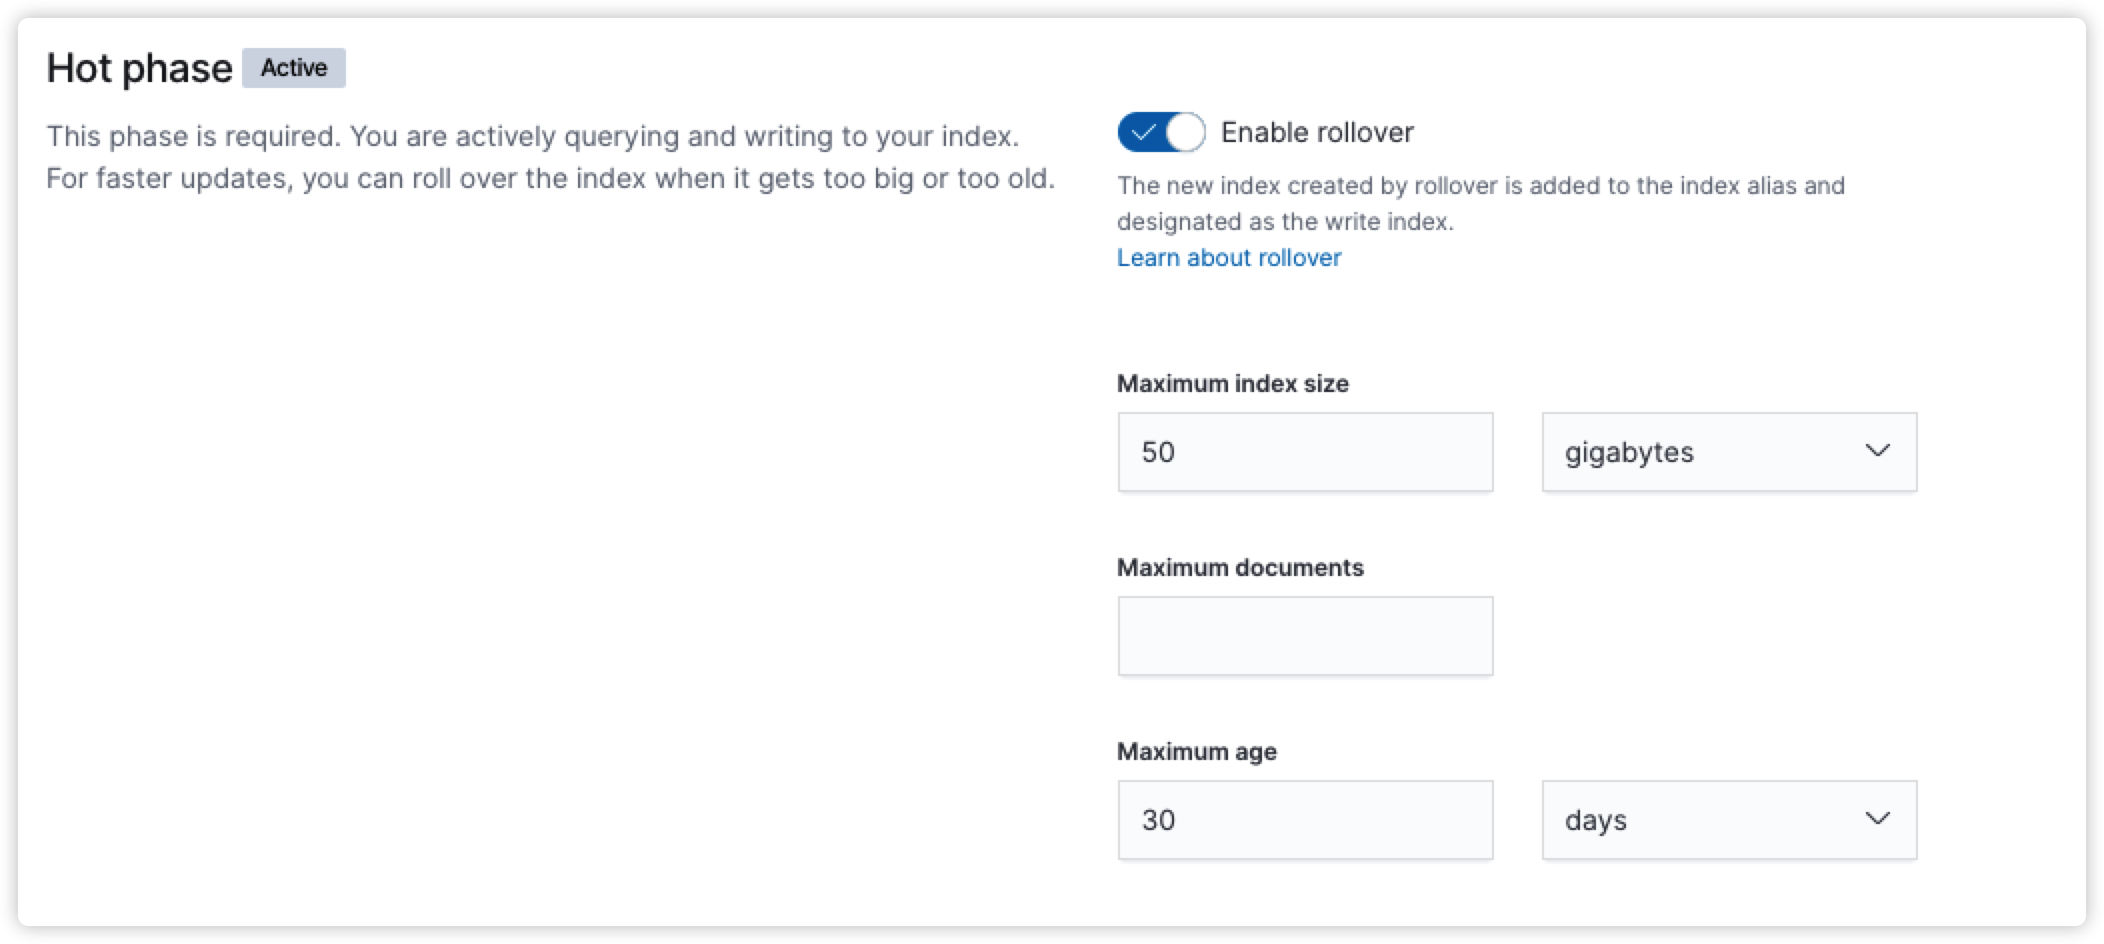 Hot phase Active
This phase is required. You are actively querying and writing to your index.
For faster updates, you can roll over the index when it gets too big or too old.
Enable rollover
The new index created by rollover is added to the index alias and
designated as the write index.
Learn about rollover
Maximum index size
50 gigabytes
Maximum documents
Maximum age
30 days